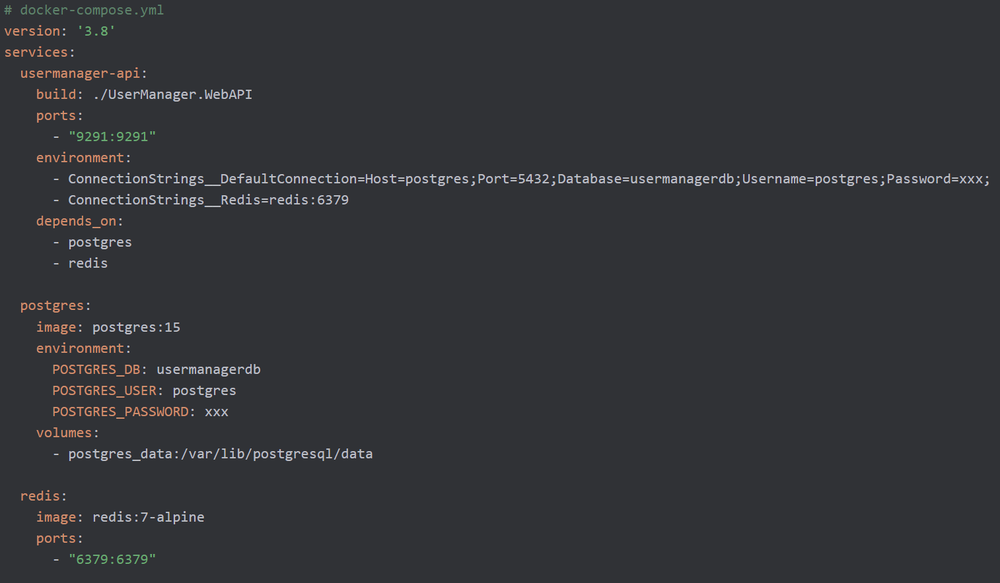 # docker-compose.yml
version: '3.8'
services:
  usermanager-api:
    build: ./UserManager.WebAPI
    ports:
      - "9291:9291"
    environment:
      - ConnectionStrings__DefaultConnection=Host=postgres;Port=5432;Database=usermanagerdb;Username=postgres;Password=xxx;
      - ConnectionStrings__Redis=redis:6379
    depends_on:
      - postgres
      - redis

  postgres:
    image: postgres:15
    environment:
      POSTGRES_DB: usermanagerdb
      POSTGRES_USER: postgres
      POSTGRES_PASSWORD: xxx
    volumes:
      - postgres_data:/var/lib/postgresql/data

  redis:
    image: redis:7-alpine
    ports:
      - "6379:6379"